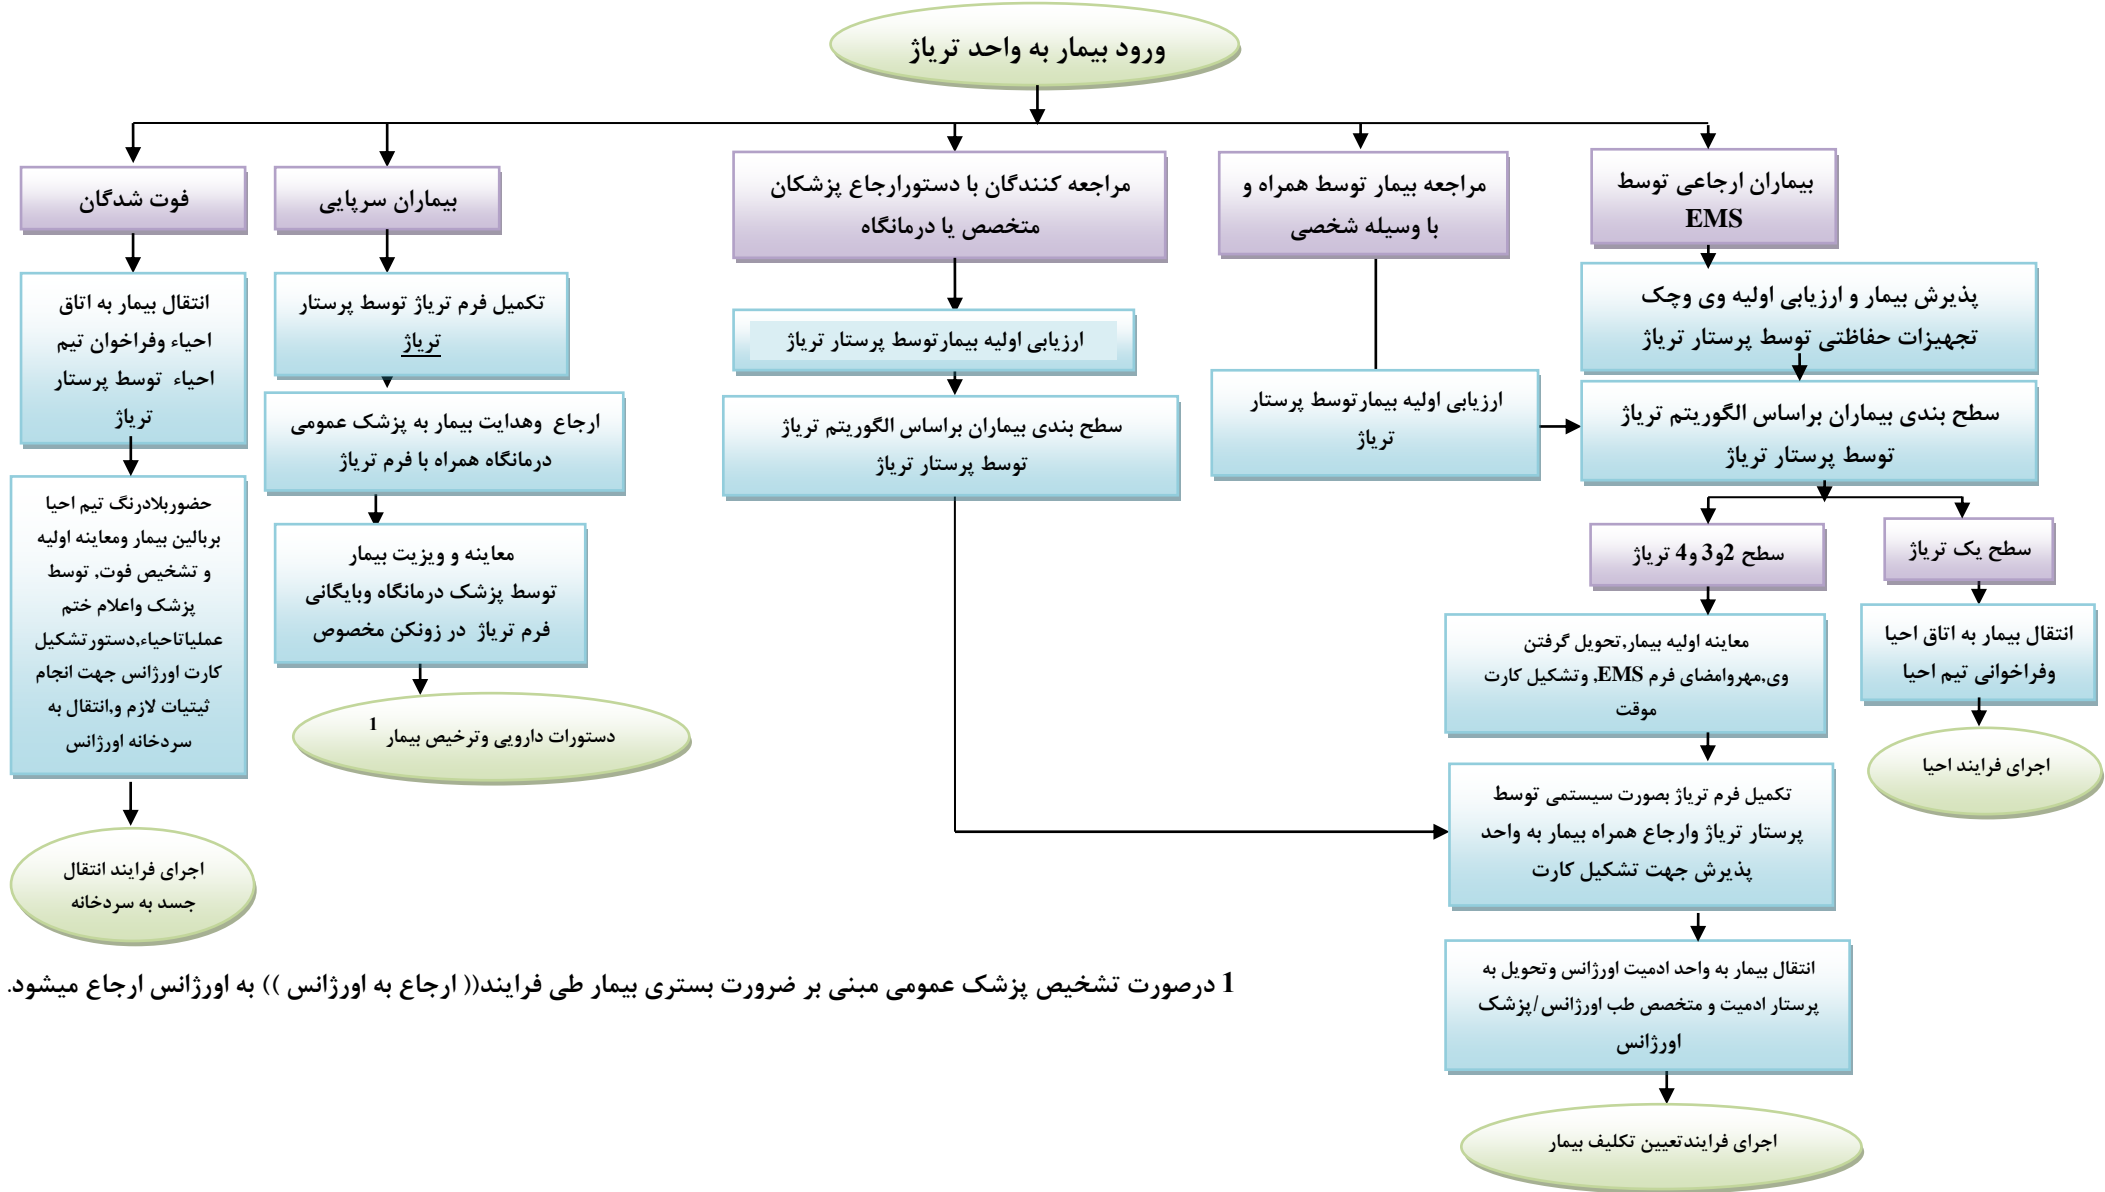 ورود بیمار به واحد تریاژ
بیماران ارجاعی توسط
EMS
پذیرش بیمار و ارزیابی اولیه وی وچک
تجهیزات حفاظتی توسط پرستار تریاژ
سطح بندی بیماران براساس الگوریتم تریاژ
توسط پرستار تریاژ
سطح یک تریاژ
انتقال بیمار به اتاق احیا
وفراخوانی تیم احیا
اجرای فرایند احیا
سطح 2و3 و4 تریاژ
معاینه اولیه بیمار,تحویل گرفتن
وی,مهروامضای فرم EMS, وتشکیل کارت
موقت
تکمیل فرم تریاژ بصورت سیستمی توسط
پرستار تریاژ وارجاع همراه بیمار به واحد
پذیرش جهت تشکیل کارت
انتقال بیمار به واحد ادمیت اورژانس وتحویل به
پرستار ادمیت و متخصص طب اورژانس/پزشک
اورژانس
اجرای فرایندتعیین تکلیف بیمار
مراجعه بیمار توسط همراه و
با وسیله شخصی
ارزیابی اولیه بیمارتوسط پرستار
تریاژ
مراجعه کنندگان با دستورارجاع پزشکان
متخصص یا درمانگاه
ارزیابی اولیه بیمارتوسط پرستار تریاژ
سطح بندی بیماران براساس الگوریتم تریاژ
توسط پرستار تریاژ
بیماران سرپایی
تکمیل فرم تریاژ توسط پرستار
تریاژ
ارجاع وهدایت بیمار به پزشک عمومی
درمانگاه همراه با فرم تریاژ
معاینه و ویزیت بیمار
توسط پزشک درمانگاه وبایگانی
فرم تریاژ در زونکن مخصوص
دستورات دارویی وترخیص بیمار 1
فوت شدگان
انتقال بیمار به اتاق
احیاء وفراخوان تیم
احیاء توسط پرستار
تریاژ
حضوربلادرنگ تیم احیا
بربالین بیمار ومعاینه اولیه
و تشخیص فوت, توسط
پزشک واعلام ختم
عملیاتاحیاء,دستورتشکیل
کارت اورژانس جهت انجام
ثبتیات لازم و,انتقال به
سردخانه اورژانس
اجرای فرایند انتقال
جسد به سردخانه
1 درصورت تشخیص پزشک عمومی مبنی بر ضرورت بستری بیمار طی فرایند(( ارجاع به اورژانس )) به اورژانس ارجاع میشود.